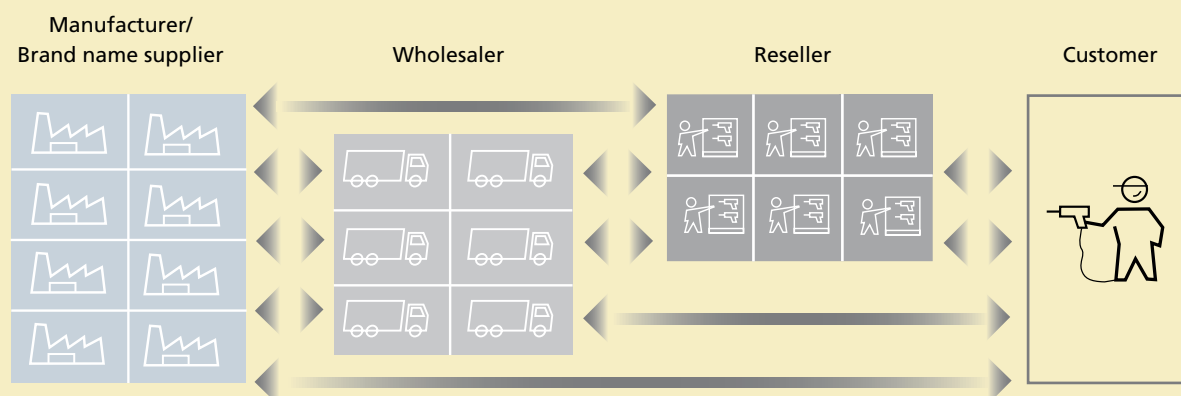 Manufacturer/
Brand name supplier
Wholesaler
Reseller
Customer